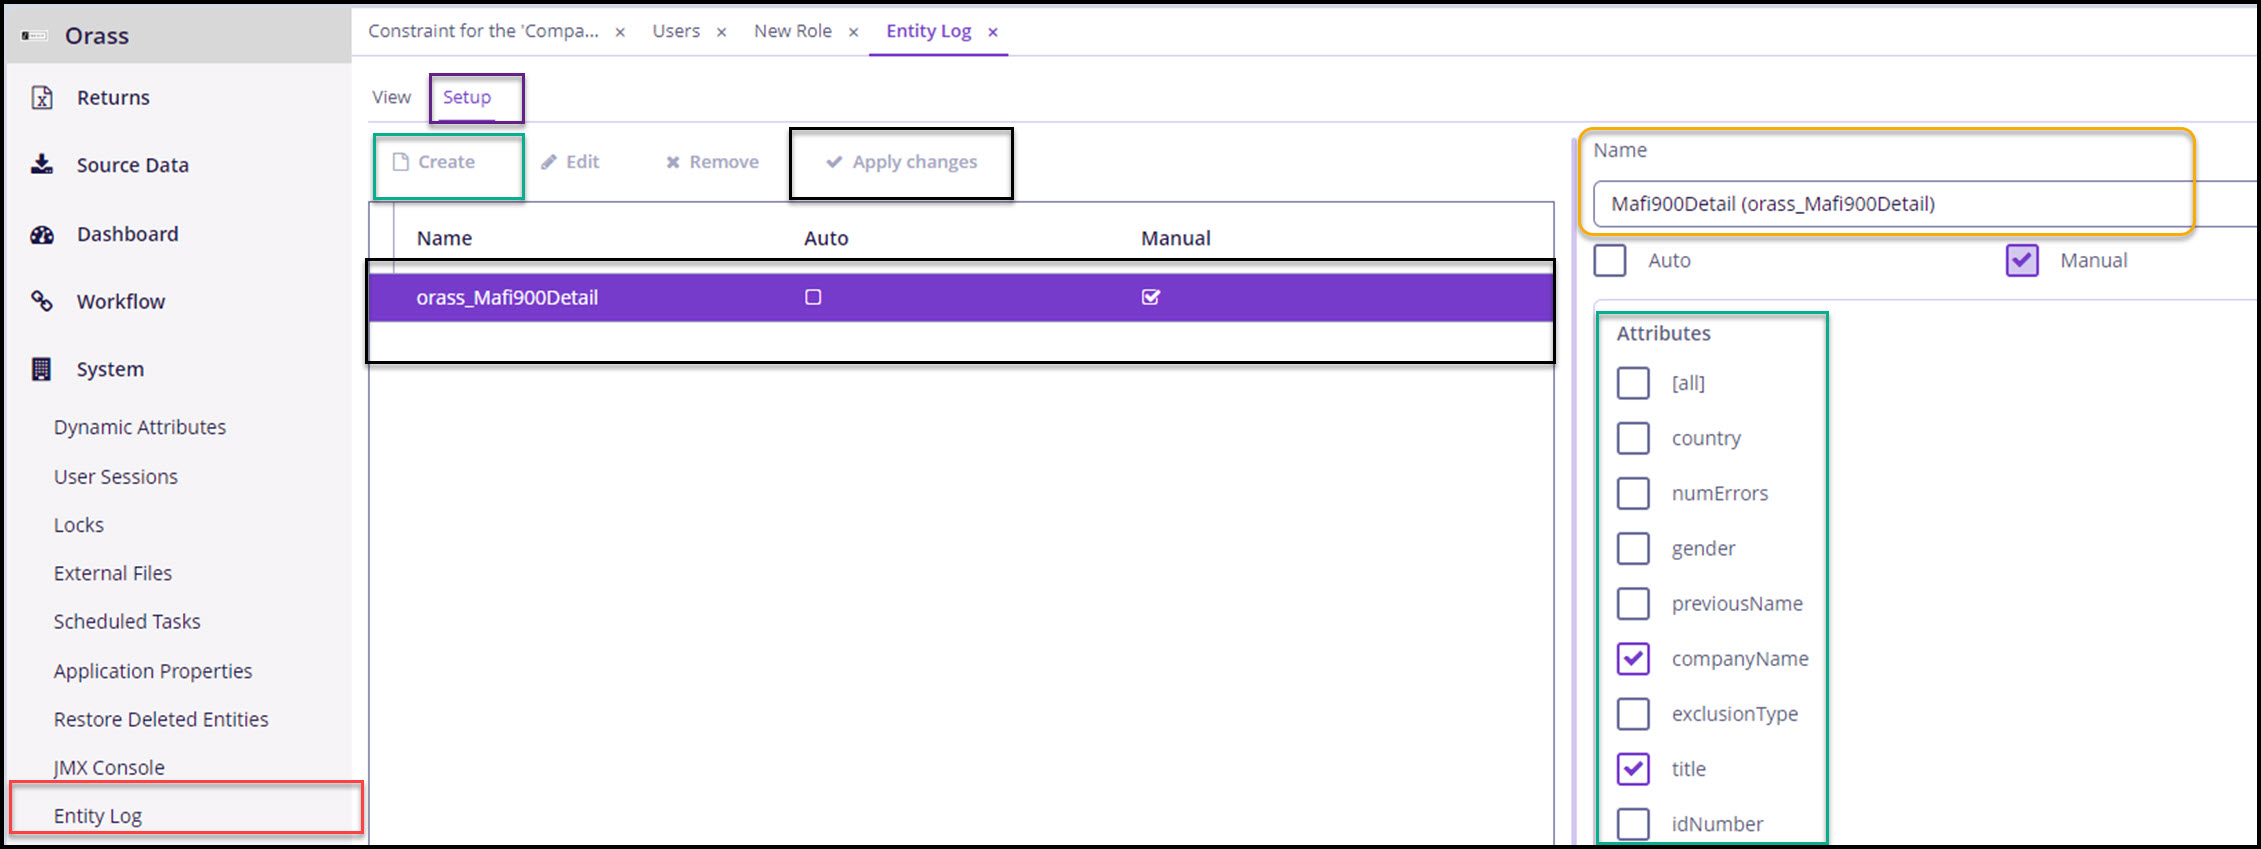 Orass
Returns
Source Data
Dashboard
Workflow
System
Dynamic Attributes
User Sessions
Locks
External Files
Scheduled Tasks
Application Properties
Restore Deleted Entities
JMX Console
Entity Log
Constraint for the 'Compa... × Users × New Role × Entity Log ×
View Setup
Create Edit Remove Apply changes
Name Auto Manual
orass_Mafi900Detail
Name
Mafi900Detail (orass_Mafi900Detail)
Auto Manual
Attributes
[all]
country
numErrors
gender
previousName
companyName
exclusionType
title
idNumber